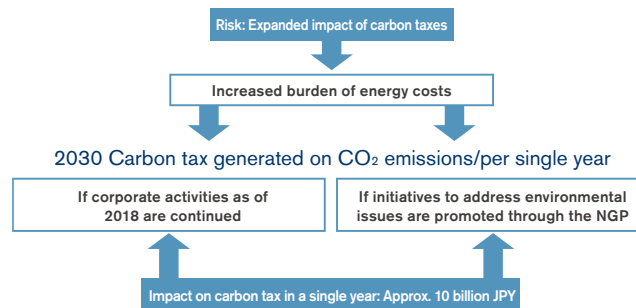 Risk: Expanded impact of carbon taxes
Increased burden of energy costs
2030 Carbon tax generated on CO₂ emissions/per single year
If corporate activities as of
2018 are continued
If initiatives to address environmental
issues are promoted through the NGP
Impact on carbon tax in a single year: Approx. 10 billion JPY